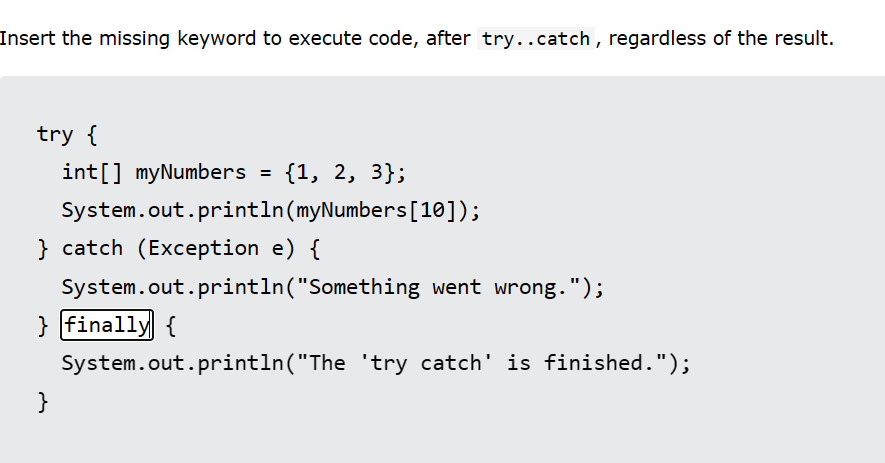 Insert the missing keyword to execute code, after try..catch, regardless of the result.
try {
  int[] myNumbers = {1, 2, 3};
  System.out.println(myNumbers[10]);
} catch (Exception e) {
  System.out.println("Something went wrong.");
} finally {
  System.out.println("The 'try catch' is finished.");
}